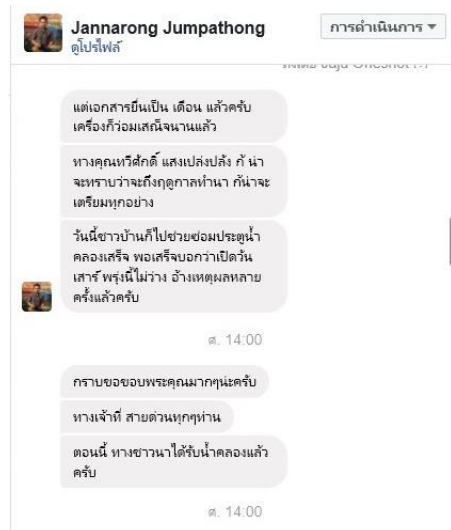 Jannarong Jumpathong
ดูโปรไฟล์
การดำเนินการ
แต่เอกสารยื่นเป็น เดือน แล้วครับ
เครื่องก็ว่อมเสณ็จนานแล้ว
ทางคุณทวีศักดิ์ แสงเปล่งปลัง ก้ น่า
จะทราบว่าจะถึงฤดูกาลทำนา ก้น่าจะ
เตรียมทุกอย่าง
วันนี้ชาวบ้านก็ไปช่วยซ่อมประตูน้ำ
คลองเสร็จ พอเสร็จบอกว่าเปิดวัน
เสาร์ พรุ่งนี้ไม่ว่าง อ้างเหตุผลหลาย
ครั้งแล้วครับ
ศ. 14:00
กราบขอขอบพระคุณมากๆน่ะครับ
ทางเจ้าที่ สายด่วนทุกๆท่าน
ตอนนี้ ทางชาวนาได้รับน้ำคลองแล้ว
ครับ
ศ. 14:00